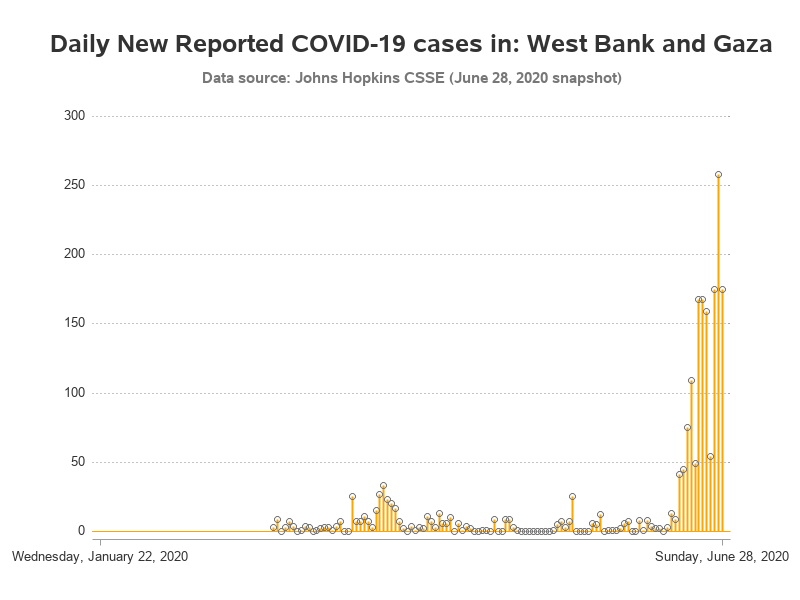 Daily New Reported COVID-19 cases in: West Bank and Gaza
Data source: Johns Hopkins CSSE (June 28, 2020 snapshot)
300
250
200
150
100
50
0
Wednesday, January 22, 2020
Sunday, June 28, 2020